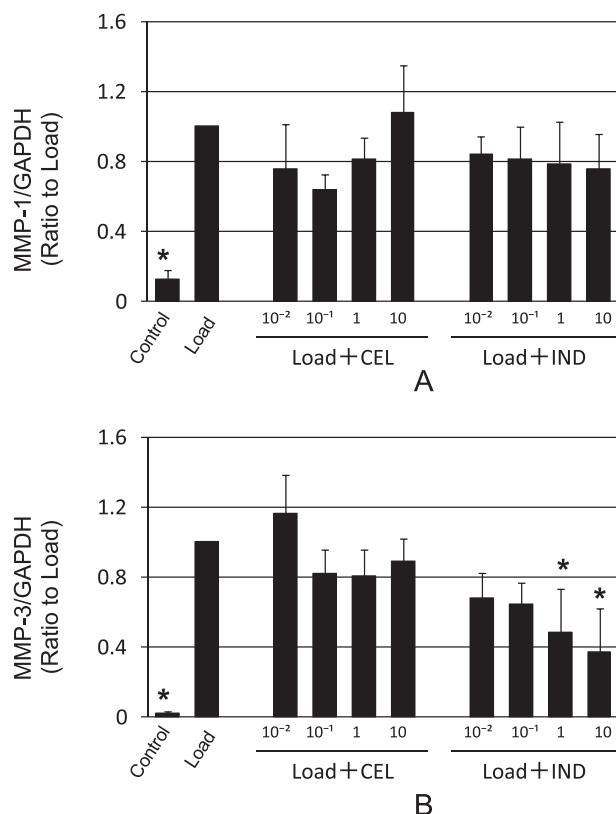 MMP-1/GAPDH
(Ratio to Load)
1.6
1.2
0.8
0.4
0
*
Control
Load
10⁻² 10⁻¹ 1 10
Load+CEL
10⁻² 10⁻¹ 1 10
Load+IND
A
MMP-3/GAPDH
(Ratio to Load)
1.6
1.2
0.8
0.4
0
*
*
*
Control
Load
10⁻² 10⁻¹ 1 10
Load+CEL
10⁻² 10⁻¹ 1 10
Load+IND
B